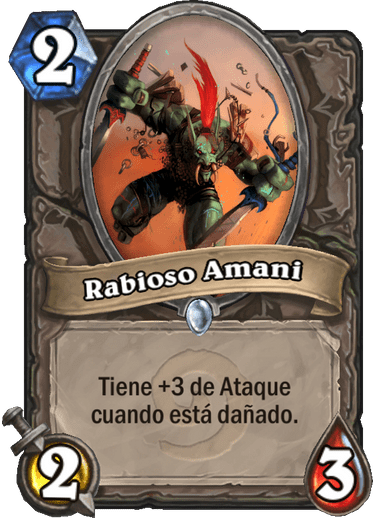 2
Rabioso Amani
Tiene +3 de Ataque
cuando está dañado.
2
3